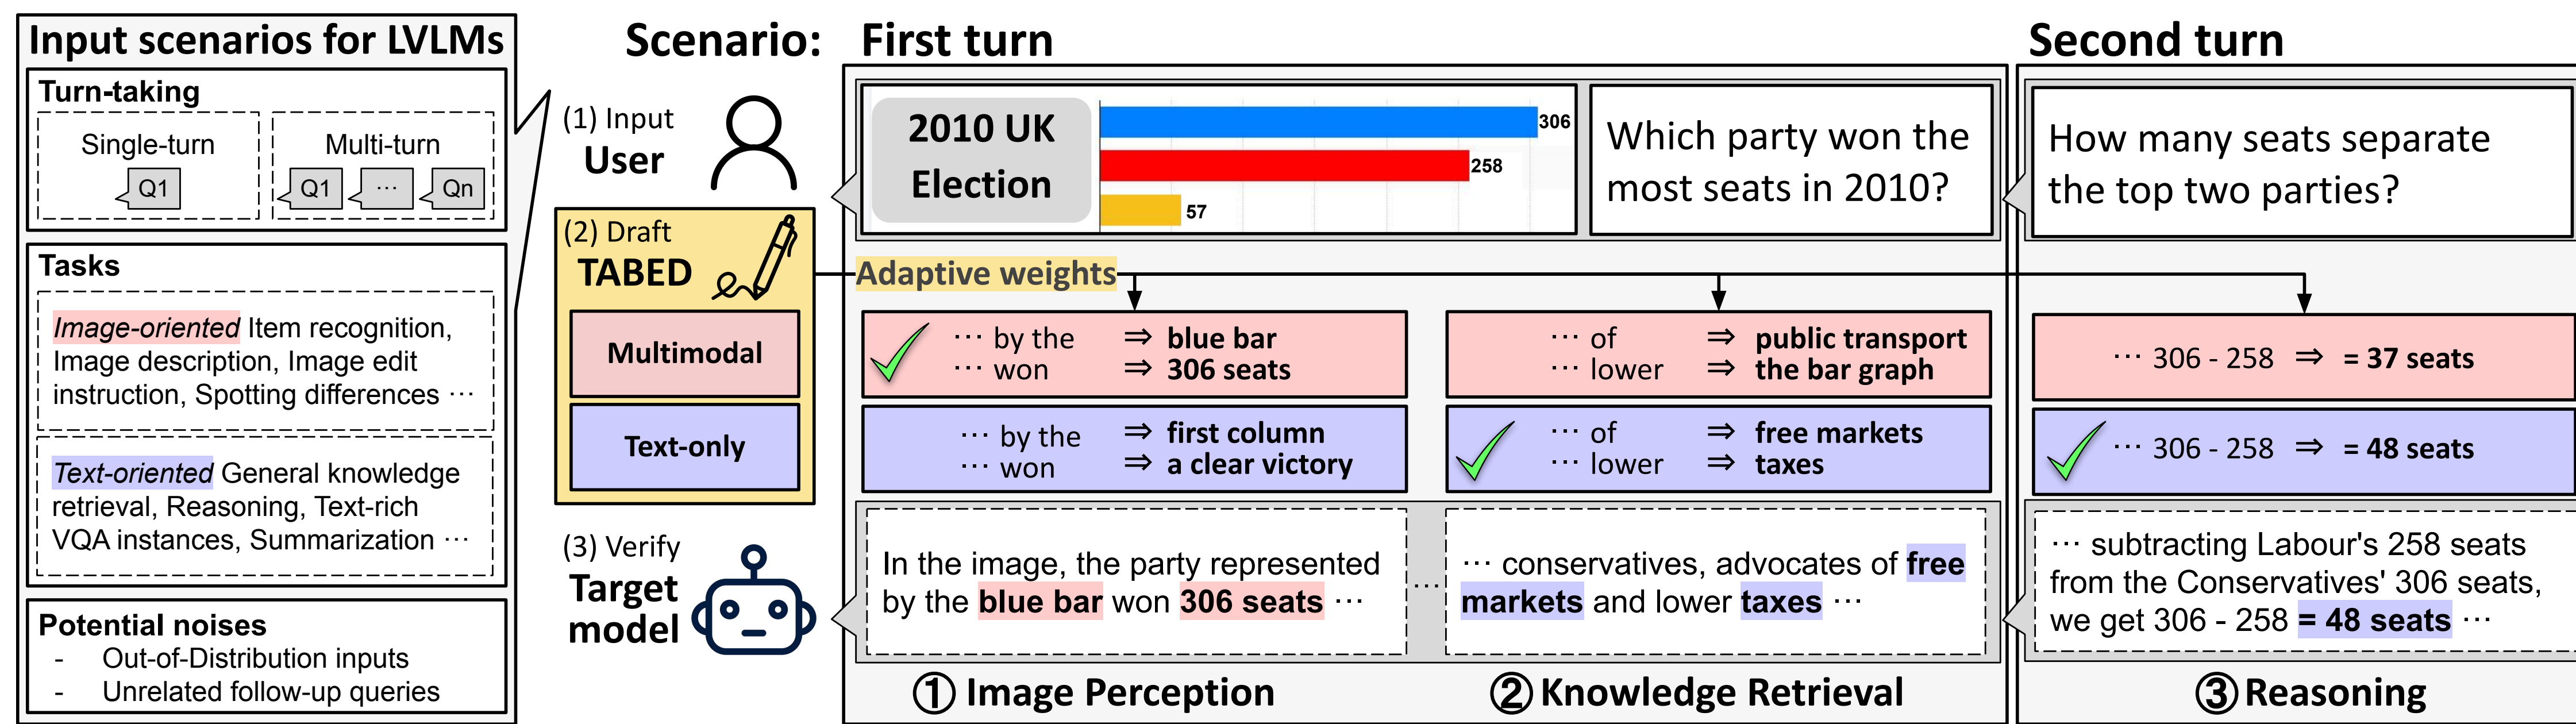 Input scenarios for LVLMs
Turn-taking
Single-turn
Q1
Multi-turn
Q1
⋯
Qn
Tasks
Image-oriented Item recognition,
Image description, Image edit
instruction, Spotting differences ⋯
Text-oriented General knowledge
retrieval, Reasoning, Text-rich
VQA instances, Summarization ⋯
Potential noises
- Out-of-Distribution inputs
- Unrelated follow-up queries
Scenario:
(1) Input
User
(2) Draft
TABED
Multimodal
Text-only
(3) Verify
Target
model
First turn
2010 UK
Election
306
258
57
Which party won the
most seats in 2010?
Adaptive weights
⋯ by the ⇒ blue bar
⋯ won ⇒ 306 seats
⋯ by the ⇒ first column
⋯ won ⇒ a clear victory
In the image, the party represented
by the blue bar won 306 seats ⋯
⋯
① Image Perception
⋯ of ⇒ public transport
⋯ lower ⇒ the bar graph
⋯ of ⇒ free markets
⋯ lower ⇒ taxes
⋯ conservatives, advocates of free
markets and lower taxes ⋯
② Knowledge Retrieval
Second turn
How many seats separate
the top two parties?
⋯ 306 - 258 ⇒ = 37 seats
⋯ 306 - 258 ⇒ = 48 seats
⋯ subtracting Labour's 258 seats
from the Conservatives' 306 seats,
we get 306 - 258 = 48 seats ⋯
③ Reasoning